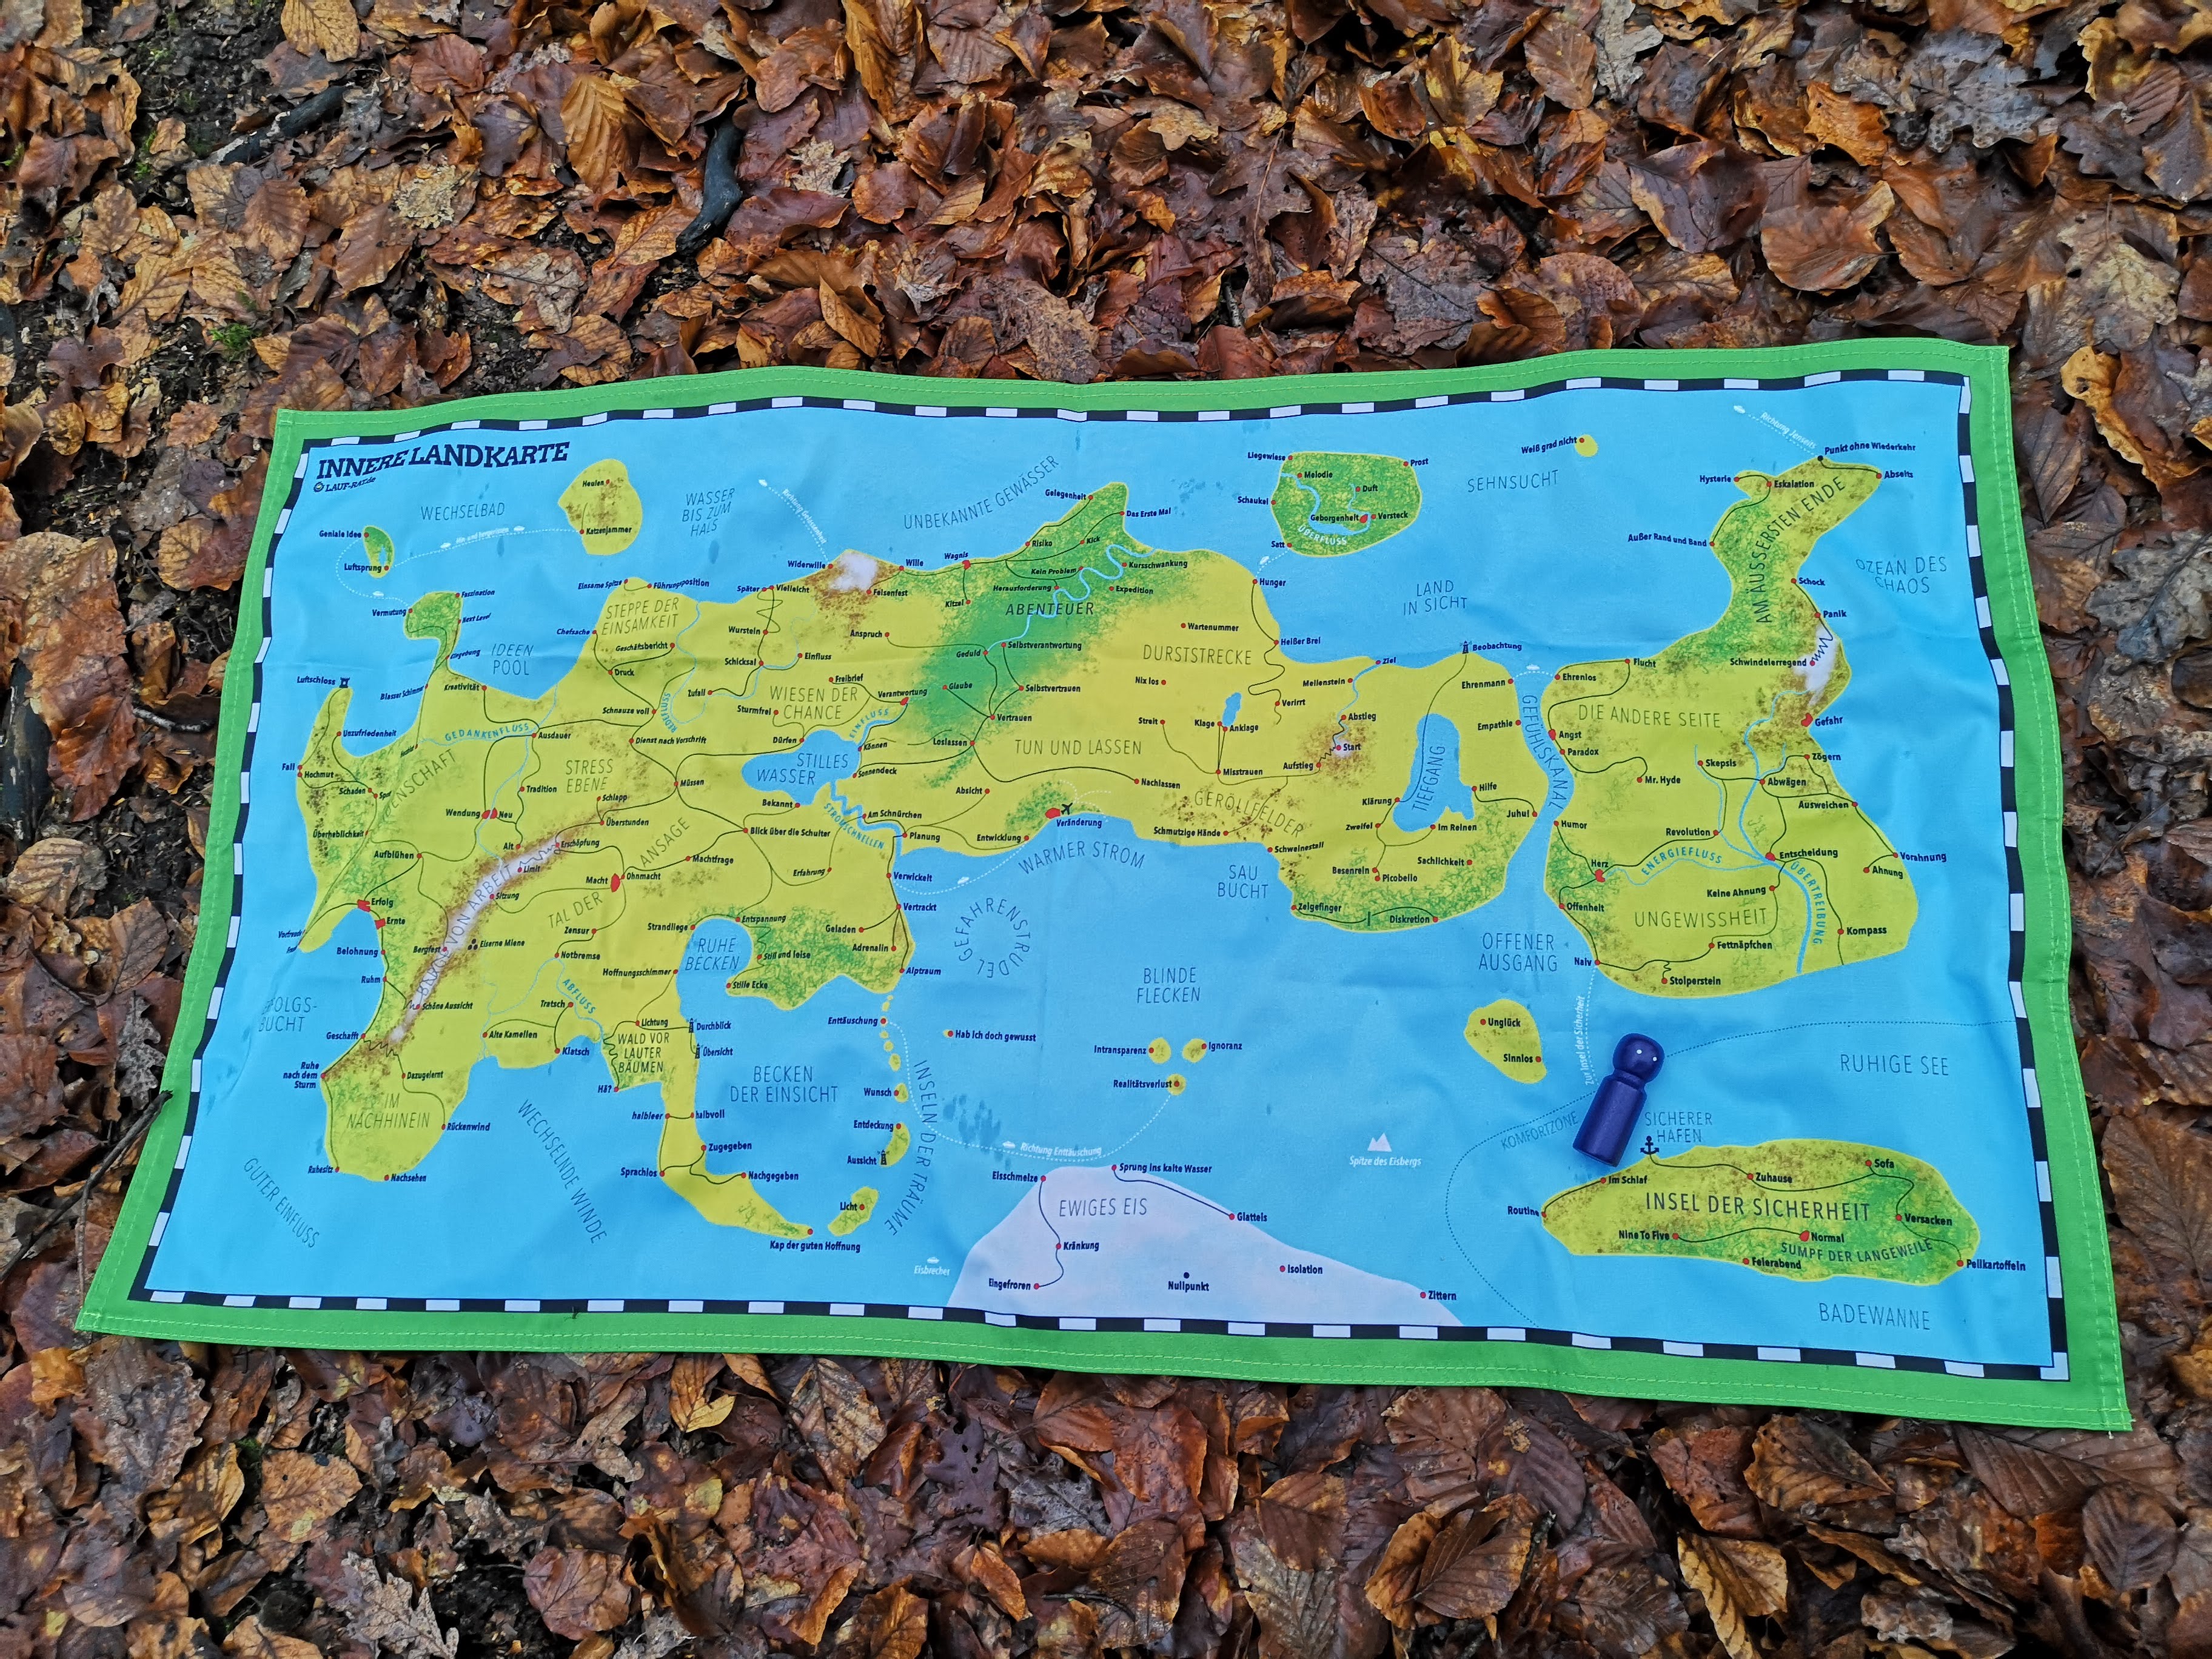 INNERE LANDKARTE
© LAUF-RAT.de
WECHSELBAD
Heulen
Katzenjammer
WASSER
BIS ZUM
HALS
Geniale Idee
Luftsprung
Vermutung
Faszination
Next Level
IDEEN
POOL
Blasser Schimmer
Kreativität
Luftschloss
Einsame Spitze
Führungsposition
STEPPE DER
EINSAMKEIT
Chefsache
Geschäftsbericht
Druck
Schnauze voll
Dienst nach Vorschrift
Später
Vielleicht
Wurstein
Schicksal
Einfluss
Zufall
Sturmfrei
Freibrief
WIESEN DER
CHANCE
Verantwortung
Anspruch
Widerwille
Wille
Felsenfest
UNBEKANNTE GEWÄSSER
Gelegenheit
Das Erste Mal
Wagnis
Risiko
Kick
Kein Problem
Kursschwankung
Herausforderung
Expedition
Kitzel
ABENTEUER
Geduld
Selbstverantwortung
Glaube
Selbstvertrauen
Vertrauen
Loslassen
Liegewiese
Melodie
Prost
Duft
Schaukel
Geborgenheit
Versteck
ÜBERFLUSS
Satt
Hunger
Weiß grad nicht
SEHNSUCHT
Richtung Jenseits
Punkt ohne Wiederkehr
Abseits
Hysterie
Eskalation
Außer Rand und Band
AM ÄUSSERSTEN ENDE
OZEAN DES
CHAOS
Schock
Panik
Schwindelerregend
Gefahr
LAND
IN SICHT
Wartenummer
DURSTSTRECKE
Heißer Brei
Nix los
Verirrt
Streit
Klage
Anklage
Misstrauen
Ziel
Meilenstein
Abstieg
Start
Aufstieg
Beobachtung
Ehrenmann
Ehrenlos
Flucht
Empathie
GEFÜHLSKANAL
DIE ANDERE SEITE
Angst
Paradox
Mr. Hyde
Skepsis
Zögern
Abwägen
Ausweichen
Revolution
Entscheidung
Vorahnung
Ahnung
Humor
Herz
ENERGIEFLUSS
ÜBERTREIBUNG
Keine Ahnung
UNGEWISSHEIT
Offenheit
Kompass
Fettnäpfchen
Naiv
Stolperstein
Unzufriedenheit
GEDANKENFLUSS
Ausdauer
Fall
Hochmut
Schaden
Spot
Überheblichkeit
STRESS
EBENE
Tradition
Schlapp
Wendung
Neu
Überstunden
Müssen
Alt
Erschöpfung
Limit
Aufblühen
Sitzung
Macht
Ohnmacht
TAL DER
ANSAGE
Machtfrage
Blick über die Schulter
Dürfen
STILLES
WASSER
EINFLUSS
Können
Sonnendeck
Bekannt
STROMSCHNELLEN
Am Schnürchen
Planung
Absicht
Entwicklung
Veränderung
TUN UND LASSEN
Nachlassen
GERÖLLFELDER
Schmutzige Hände
Schweinestall
WARMER STROM
SAU
BUCHT
TIEFGANG
Klärung
Hilfe
Zweifel
Im Reinen
Juhu!
Sachlichkeit
Besenrein
Picobello
Zeigefinger
Diskretion
OFFENER
AUSGANG
Erfolg
Ernte
Belohnung
Bergfest
VON ARBEIT
Eiserne Miene
Zensur
Notbremse
Ruhm
Schöne Aussicht
Geschafft
Ruhe
nach dem
Sturm
Dazugelernt
IM
NACHHINEIN
Rückenwind
Ruhesitz
Nachsehen
GUTER EINFLUSS
Strandliege
Entspannung
RUHE
BECKEN
Still und leise
Stille Ecke
Hoffnungsschimmer
Erfahrung
Verwickelt
Vertrackt
Geladen
Adrenalin
Alptraum
GEFAHRENSTRUDEL
BLINDE
FLECKEN
ABFLUSS
Tratsch
Alte Kamellen
Klatsch
Lichtung
WALD VOR
LAUTER
BÄUMEN
Hä?
Durchblick
Übersicht
WECHSELNDE WINDE
BECKEN
DER EINSICHT
halbleer
halbvoll
Zugegeben
Sprachlos
Nachgegeben
Kap der guten Hoffnung
Enttäuschung
Wunsch
Entdeckung
Aussicht
Licht
INSELN DER TRÄUME
Hab ich doch gewusst
Intransparenz
Ignoranz
Realitätsverlust
Richtung Enttäuschung
Eisbrecher
Eisschmelze
Sprung ins kalte Wasser
EWIGES EIS
Glatteis
Kränkung
Eingefroren
Nullpunkt
Isolation
Zittern
Spitze des Eisbergs
Unglück
Sinnlos
Zur Insel der Sicherheit
KOMFORTZONE
RUHIGE SEE
SICHERER
HAFEN
Im Schlaf
Zuhause
Sofa
Routine
INSEL DER SICHERHEIT
Versacken
Nine To Five
Normal
SUMPF DER LANGEWEILE
Feierabend
Pellkartoffeln
BADEWANNE